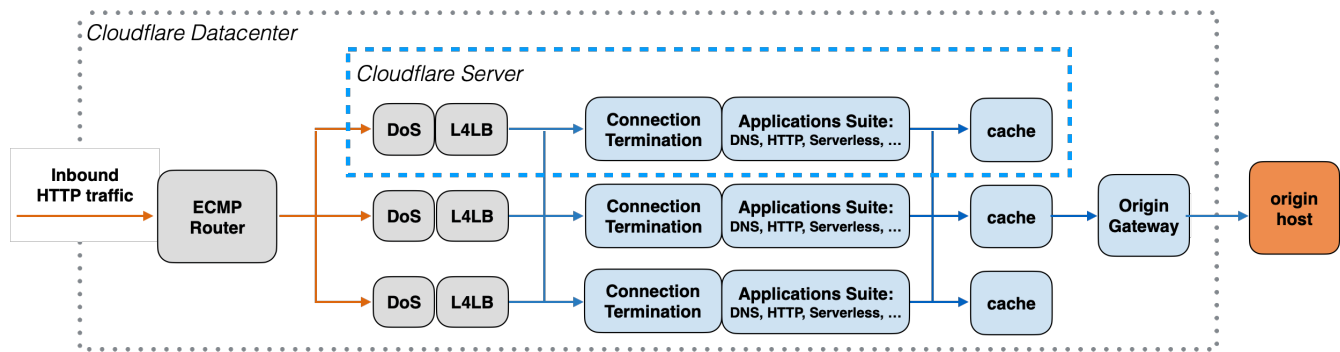 Cloudflare Datacenter
Cloudflare Server
Inbound
HTTP traffic
ECMP
Router
DoS
L4LB
Connection
Termination
Applications Suite:
DNS, HTTP, Serverless, ...
cache
DoS
L4LB
Connection
Termination
Applications Suite:
DNS, HTTP, Serverless, ...
cache
Origin
Gateway
origin
host
DoS
L4LB
Connection
Termination
Applications Suite:
DNS, HTTP, Serverless, ...
cache